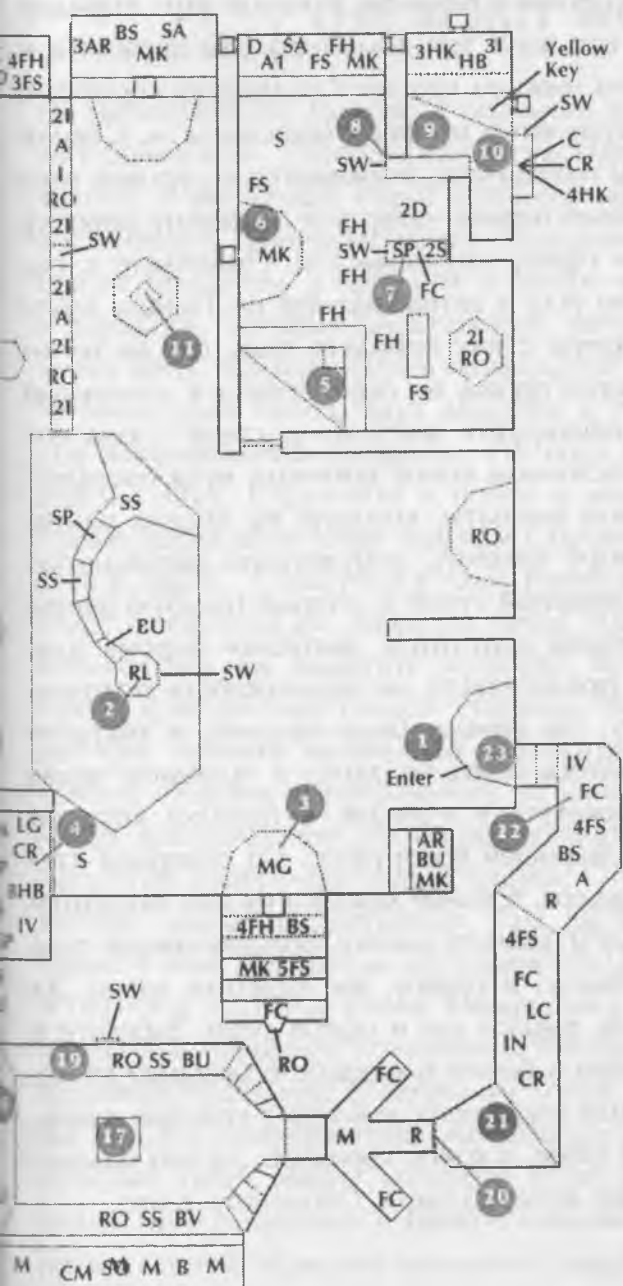 4FH
3FS
3AR BS SA
MK
D SA FH
A1 FS MK
3HK HB 3I
Yellow
Key
SW
8
9
10
C
CR
4HK
SW
2I
A
I
RO
2I
SW
2I
A
2I
RO
2I
11
S
FS
6
MK
2D
FH
SW
SP 2S
FH
7
FC
FH
FH
2I
RO
FS
5
SP
SS
SS
BU
RL
SW
2
RO
1
23
Enter
IV
FC
22
4FS
BS
A
R
3
MG
AR
BU
MK
4
S
LG
CR
BHB
IV
4FH BS
MK 5FS
FC
RO
4FS
FC
LC
IN
CR
21
SW
19
RO SS BU
17
FC
M
R
FC
20
RO SS BV
M CM SO M M B M